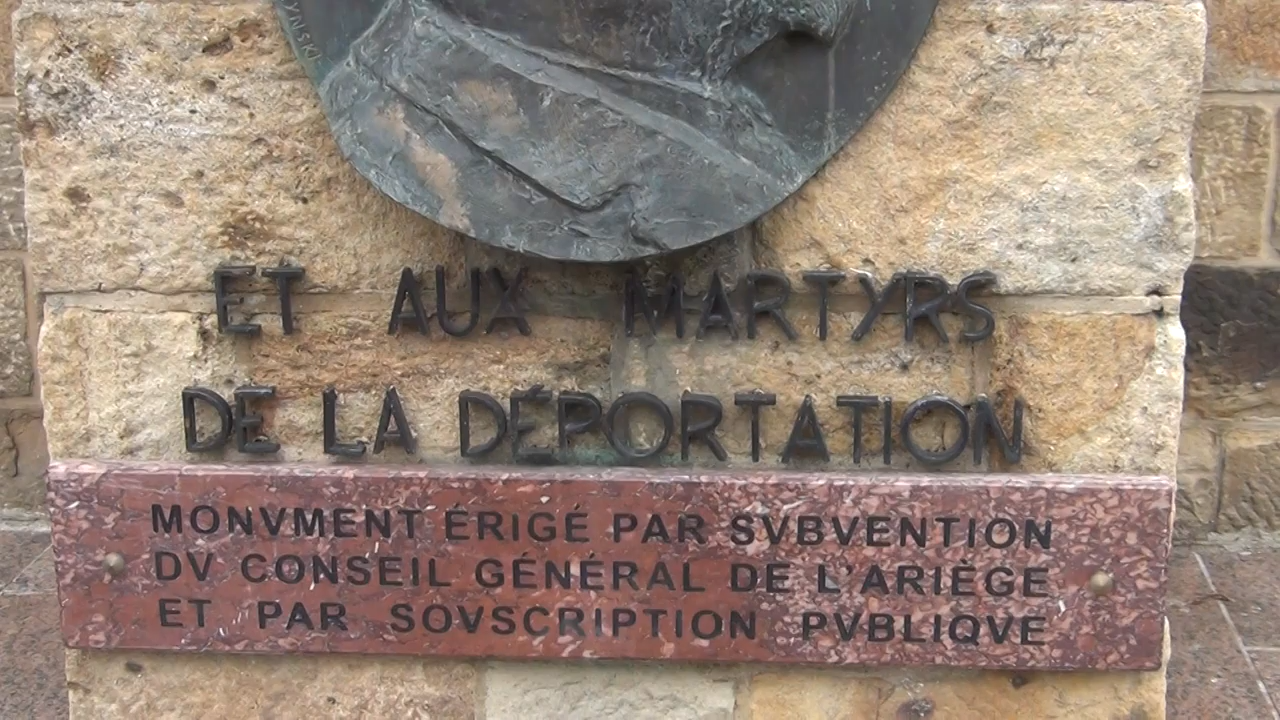 ET AUX MARTYRS
DE LA DÉPORTATION
MONVMENT ÉRIGÉ PAR SVBVENTION
DV CONSEIL GÉNÉRAL DE L'ARIÈGE
ET PAR SOVSCRIPTION PVBLIQVE